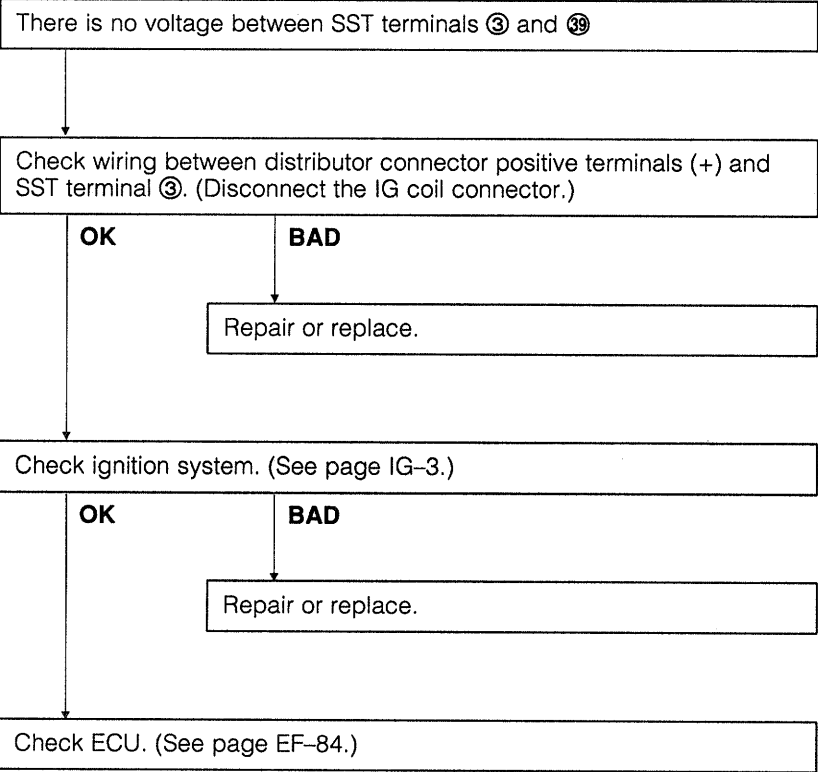 There is no voltage between SST terminals ③ and ㊴
Check wiring between distributor connector positive terminals (+) and
SST terminal ③. (Disconnect the IG coil connector.)
OK
BAD
Repair or replace.
Check ignition system. (See page IG–3.)
OK
BAD
Repair or replace.
Check ECU. (See page EF–84.)